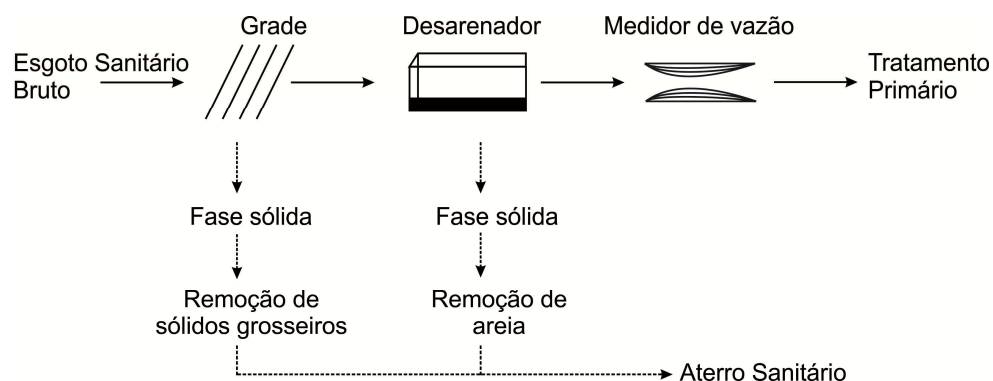 Grade
Desarenador
Medidor de vazão
Esgoto Sanitário
Bruto
Tratamento
Primário
Fase sólida
Fase sólida
Remoção de
sólidos grosseiros
Remoção de
areia
Aterro Sanitário